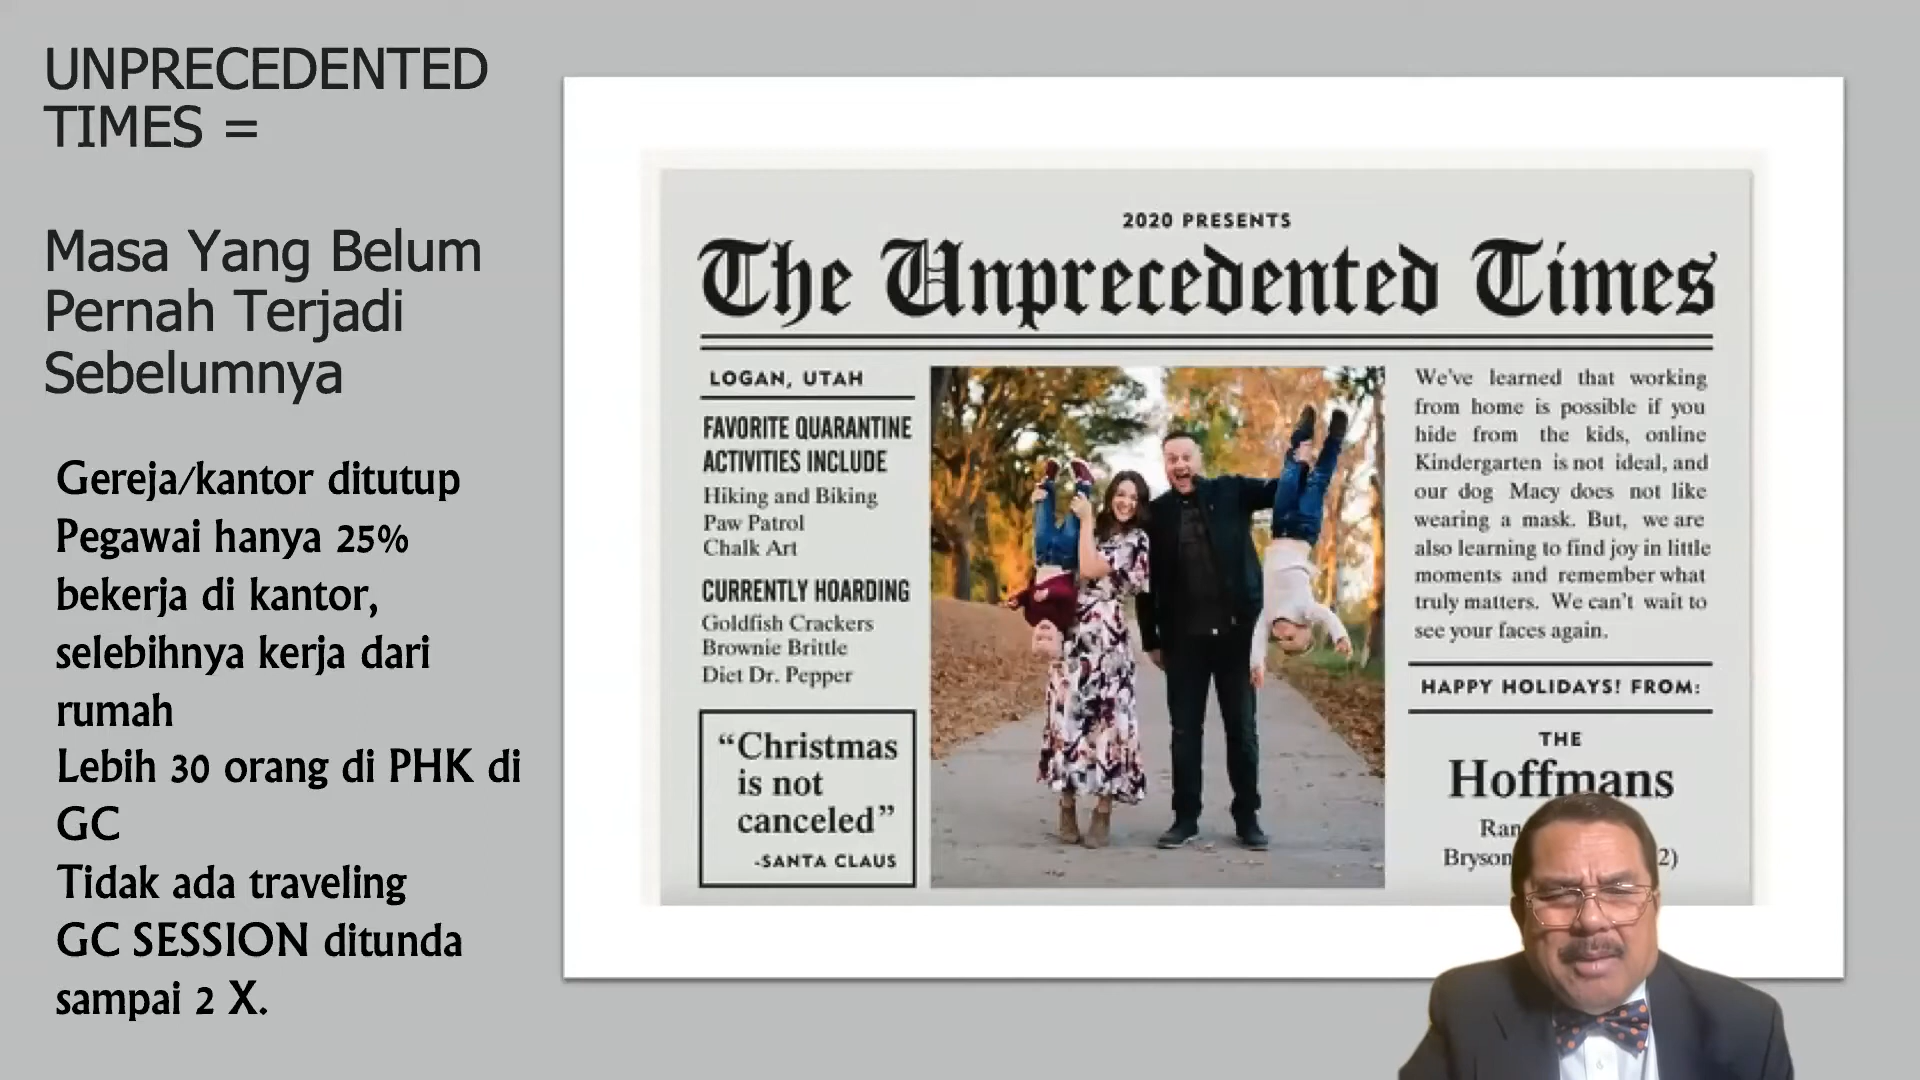 UNPRECEDENTED
TIMES =
Masa Yang Belum
Pernah Terjadi
Sebelumnya
Gereja/kantor ditutup
Pegawai hanya 25%
bekerja di kantor,
selebihnya kerja dari
rumah
Lebih 30 orang di PHK di
GC
Tidak ada traveling
GC SESSION ditunda
sampai 2 X.
2020 PRESENTS
The Unprecedented Times
LOGAN, UTAH
FAVORITE QUARANTINE
ACTIVITIES INCLUDE
Hiking and Biking
Paw Patrol
Chalk Art
CURRENTLY HOARDING
Goldfish Crackers
Brownie Brittle
Diet Dr. Pepper
“Christmas
is not
canceled”
-SANTA CLAUS
We've learned that working
from home is possible if you
hide from the kids, online
Kindergarten is not ideal, and
our dog Macy does not like
wearing a mask. But, we are
also learning to find joy in little
moments and remember what
truly matters. We can't wait to
see your faces again.
HAPPY HOLIDAYS! FROM:
THE
Hoffmans
Bryson 2)